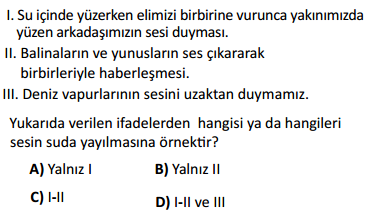 I. Su içinde yüzerken elimizi birbirine vurunca yakınımızda
yüzen arkadaşımızın sesi duyması.
II. Balinaların ve yunusların ses çıkararak
birbirleriyle haberleşmesi.
III. Deniz vapurlarının sesini uzaktan duymamız.
Yukarıda verilen ifadelerden hangisi ya da hangileri
sesin suda yayılmasına örnektir?
A) Yalnız I
B) Yalnız II
C) I-II
D) I-II ve III